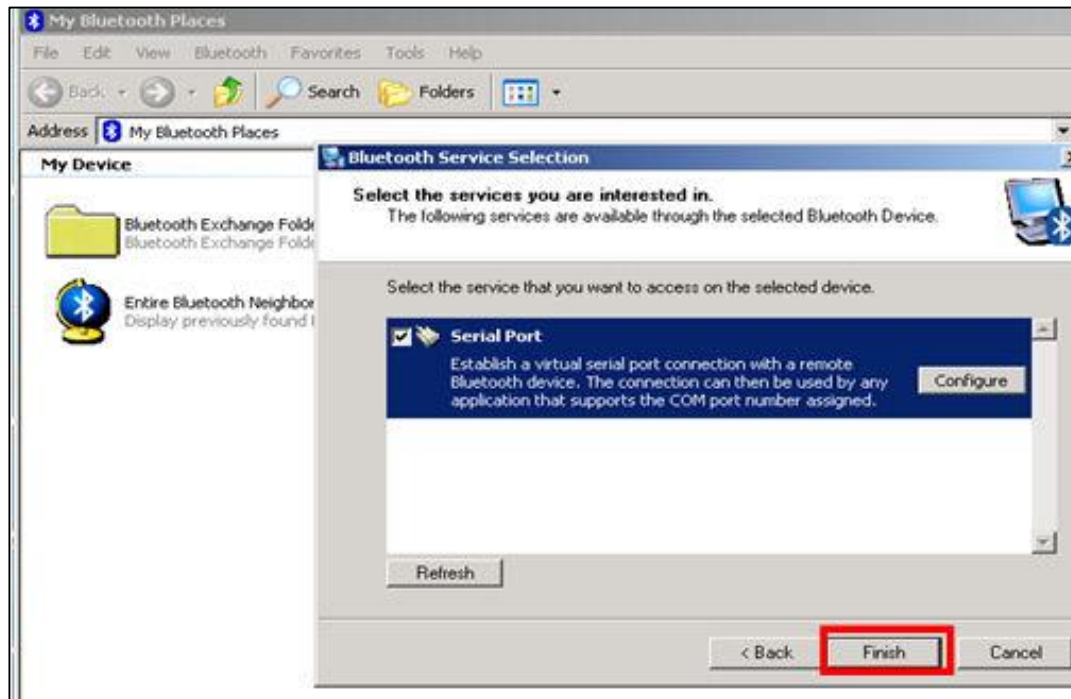 My Bluetooth Places
File Edit View Bluetooth Favorites Tools Help
Back Search Folders
Address My Bluetooth Places
My Device
Bluetooth Exchange Folde
Bluetooth Exchange Folde
Entire Bluetooth Neighbor
Display previously found
Bluetooth Service Selection
Select the services you are interested in.
The following services are available through the selected Bluetooth Device.
Select the service that you want to access on the selected device.
Serial Port
Establish a virtual serial port connection with a remote
Bluetooth device. The connection can then be used by any
application that supports the COM port number assigned.
Configure
Refresh
< Back Finish Cancel